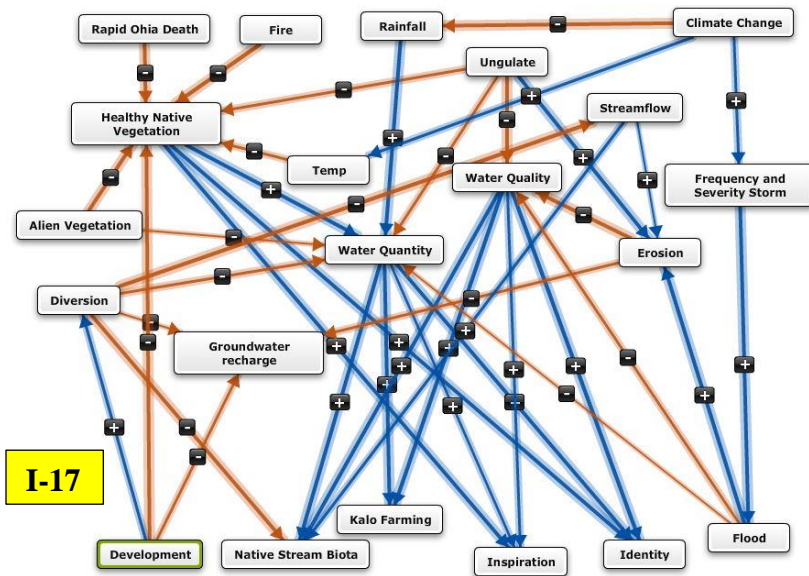 Rapid Ohia Death
Fire
Rainfall
Climate Change
Ungulate
Streamflow
Healthy Native
Vegetation
Temp
Water Quality
Frequency and
Severity Storm
Alien Vegetation
Water Quantity
Erosion
Diversion
Groundwater
recharge
I-17
Kalo Farming
Development
Native Stream Biota
Inspiration
Identity
Flood